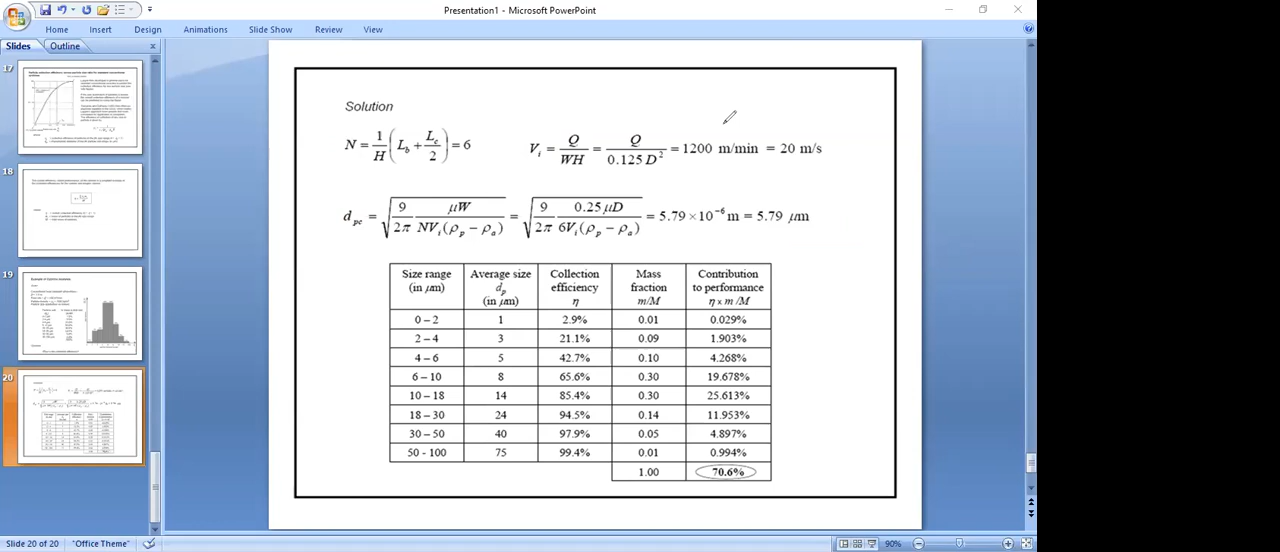 Presentation1 - Microsoft PowerPoint
Home Insert Design Animations Slide Show Review View
Slides Outline
17
18
19
20
Solution
N = 1/H (L_b + L_c/2) = 6
V_i = Q/WH = Q/0.125 D² = 1200 m/min = 20 m/s
d_pc = √(9/2π μW/NV_i(ρ_p − ρ_a)) = √(9/2π 0.25 μD/6V_i(ρ_p − ρ_a)) = 5.79 × 10⁻⁶ m = 5.79 μm
Size range (in μm) Average size d_p (in μm) Collection efficiency η Mass fraction m/M Contribution to performance η x m /M
0 – 2 1 2.9% 0.01 0.029%
2 – 4 3 21.1% 0.09 1.903%
4 – 6 5 42.7% 0.10 4.268%
6 – 10 8 65.6% 0.30 19.678%
10 – 18 14 85.4% 0.30 25.613%
18 – 30 24 94.5% 0.14 11.953%
30 – 50 40 97.9% 0.05 4.897%
50 - 100 75 99.4% 0.01 0.994%
1.00 70.6%
Slide 20 of 20 "Office Theme" 90%